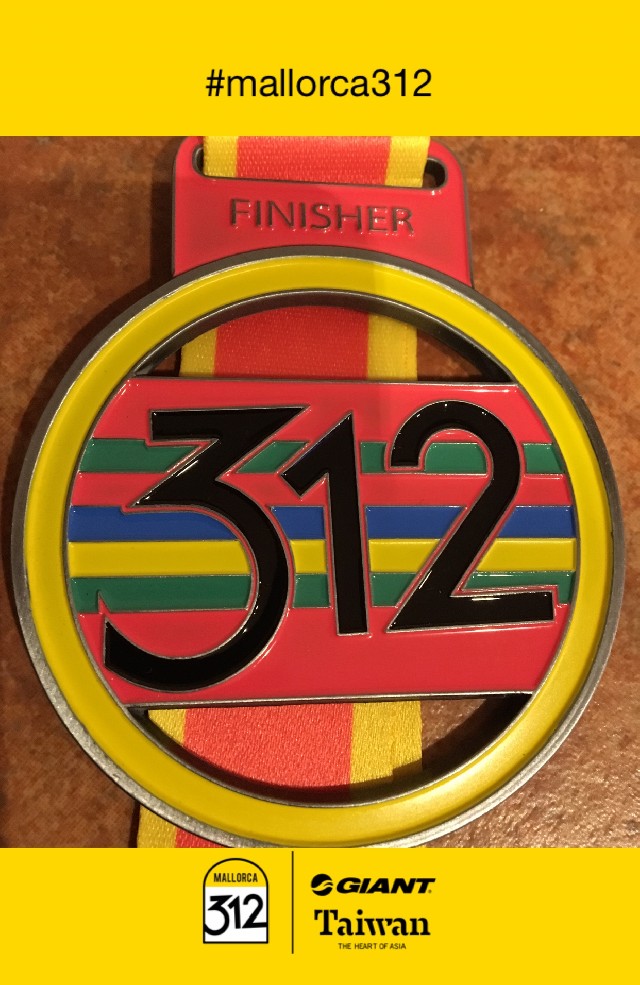 #mallorca312
FINISHER
312
MALLORCA
312
GIANT
Taiwan
THE HEART OF ASIA